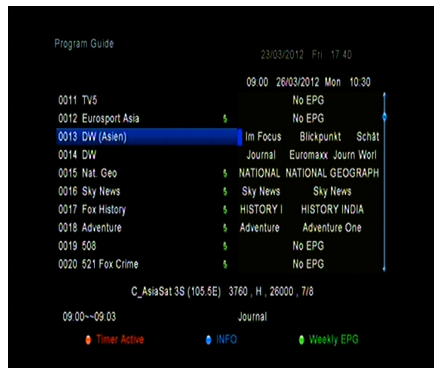 Program Guide
23/03/2012 Fri 17:40
09:00 26/03/2012 Mon 10:30
0011 TV5 No EPG
0012 Eurosport Asia $ No EPG
0013 DW (Asien) Im Focus Blickpunkt Schät
0014 DW Journal Euromaxx Journ Worl
0015 Nat. Geo $ NATIONAL NATIONAL GEOGRAPH
0016 Sky News $ Sky News Sky News
0017 Fox History $ HISTORY I HISTORY INDIA
0018 Adventure $ Adventure Adventure One
0019 508 $ No EPG
0020 521 Fox Crime $ No EPG
C_AsiaSat 3S (105.5E) 3760 , H , 26000 , 7/8
09:00~~09:03 Journal
Timer Active INFO Weekly EPG